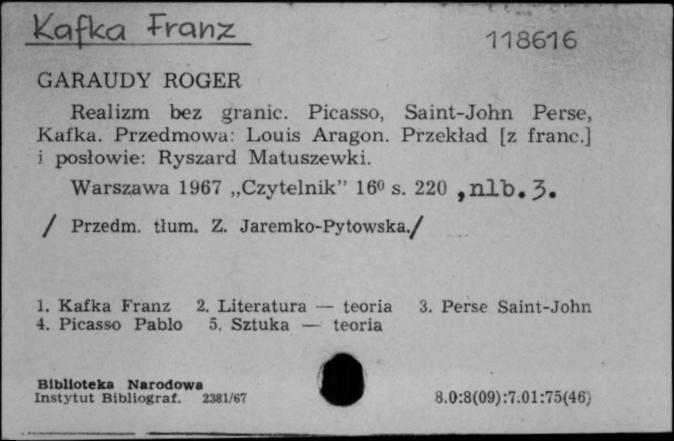 Kafka Franz
118616
GARAUDY ROGER
Realizm bez granic. Picasso, Saint-John Perse,
Kafka. Przedmowa: Louis Aragon. Przekład [z franc.]
i posłowie: Ryszard Matuszewki.
Warszawa 1967 „Czytelnik” 16⁰ s. 220 , nlb. 3.
/ Przedm. tłum. Z. Jaremko-Pytowska./
1. Kafka Franz 2. Literatura — teoria 3. Perse Saint-John
4. Picasso Pablo 5. Sztuka — teoria
Biblioteka Narodowa
Instytut Bibliograf. 2381/67
8.0:8(09):7.01:75(46)